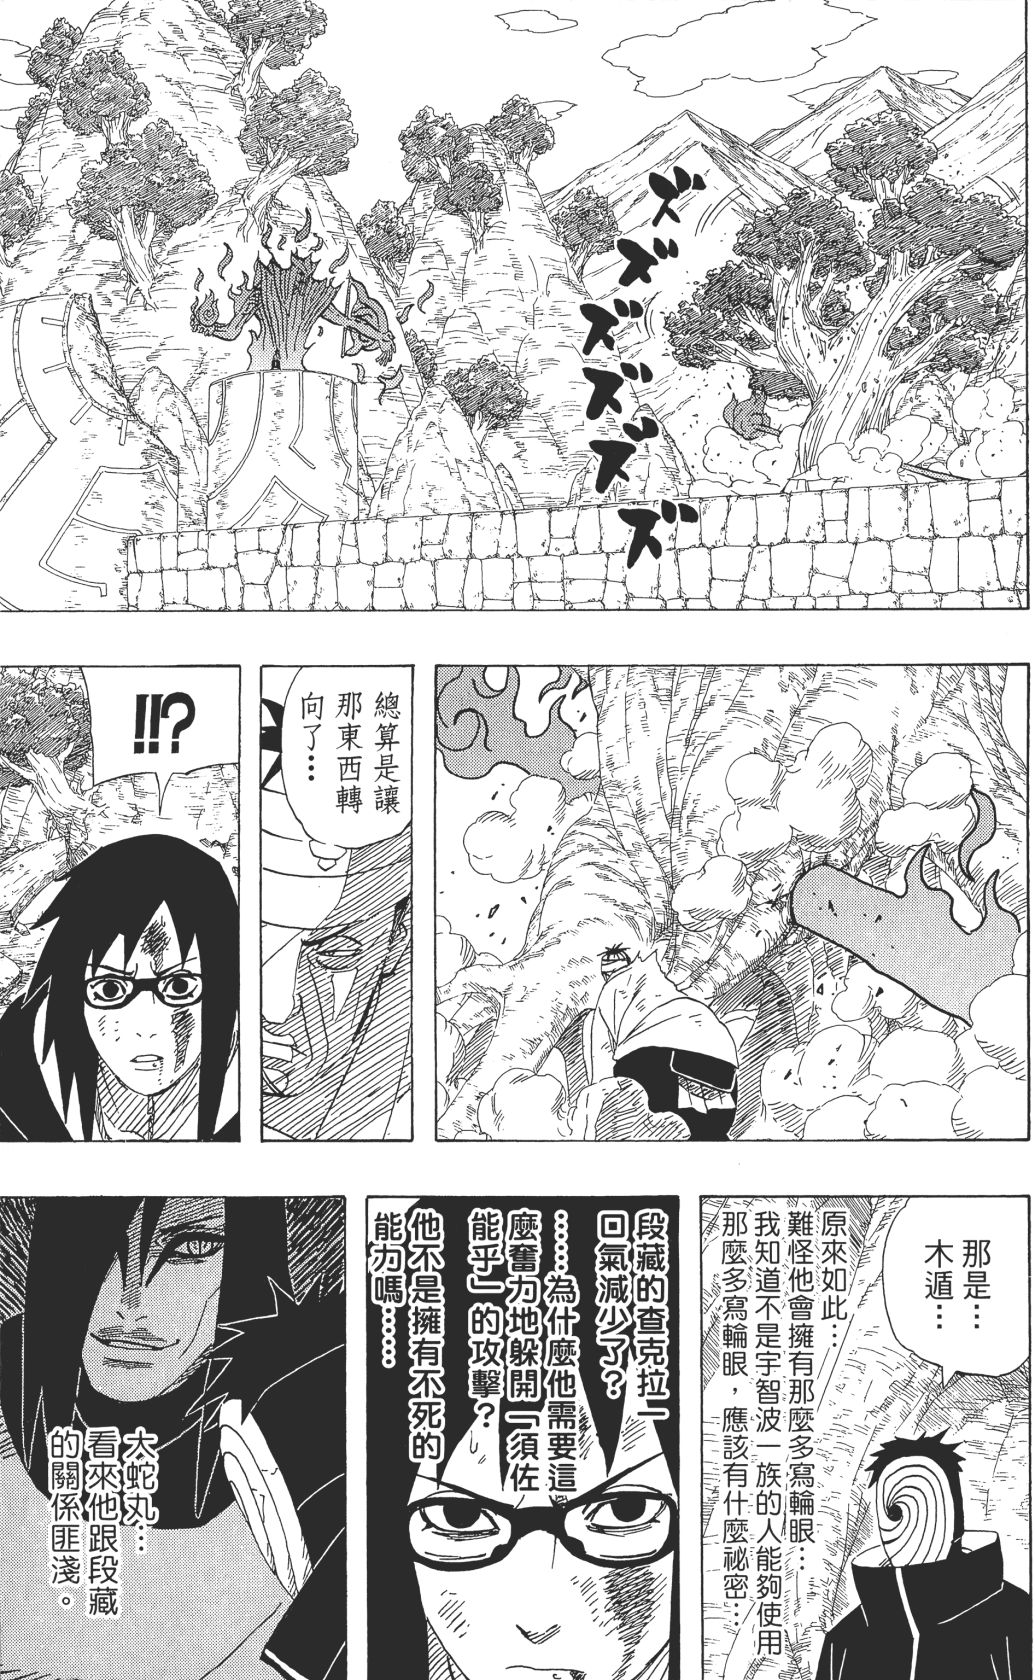 ズズズズズズ
總算是讓
那東西轉
向了…
!!!?
那是…
木遁…
原來如此…
難怪他會擁有那麼多寫輪眼…
我知道不是宇智波一族的人能夠使用
那麼多寫輪眼，應該有什麼祕密…
段藏的查克拉一
口氣減少了？
……為什麼他需要這
麼奮力地躲開「須佐
能乎」的攻擊？
他不是擁有不死的
能力嗎……
大蛇丸…
看來他跟段藏
的關係匪淺。